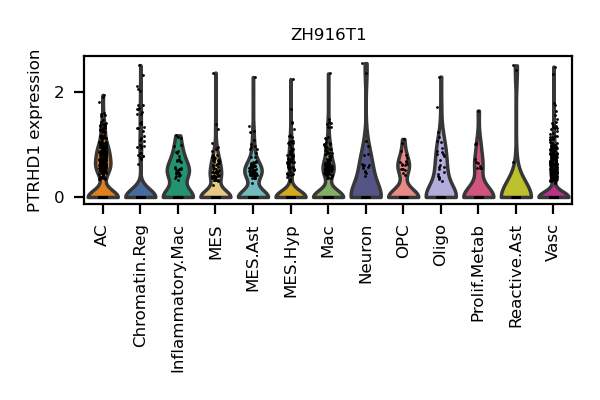 ZH916T1
PTRHD1 expression
2
0
AC
Chromatin.Reg
Inflammatory.Mac
MES
MES.Ast
MES.Hyp
Mac
Neuron
OPC
Oligo
Prolif.Metab
Reactive.Ast
Vasc